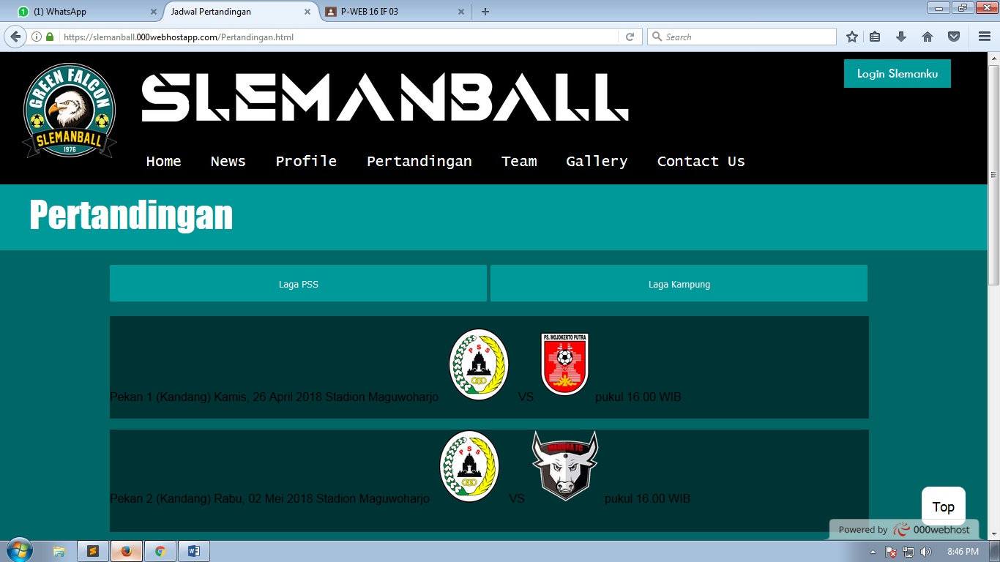 (1) WhatsApp
Jadwal Pertandingan
P-WEB 16 IF 03
https://slemanball.000webhostapp.com/Pertandingan.html
Search
GREEN FALCON
SLEMANBALL
1976
SLEMANBALL
Login Slemanku
Home News Profile Pertandingan Team Gallery Contact Us
Pertandingan
Laga PSS
Laga Kampung
PSS
PS. MOJOKERTO PUTRA
Pekan 1 (Kandang) Kamis, 26 April 2018 Stadion Maguwoharjo VS pukul 16.00 WIB
PSS
MADURA FC
Pekan 2 (Kandang) Rabu, 02 Mei 2018 Stadion Maguwoharjo VS pukul 16.00 WIB
Top
Powered by 000webhost
8:46 PM